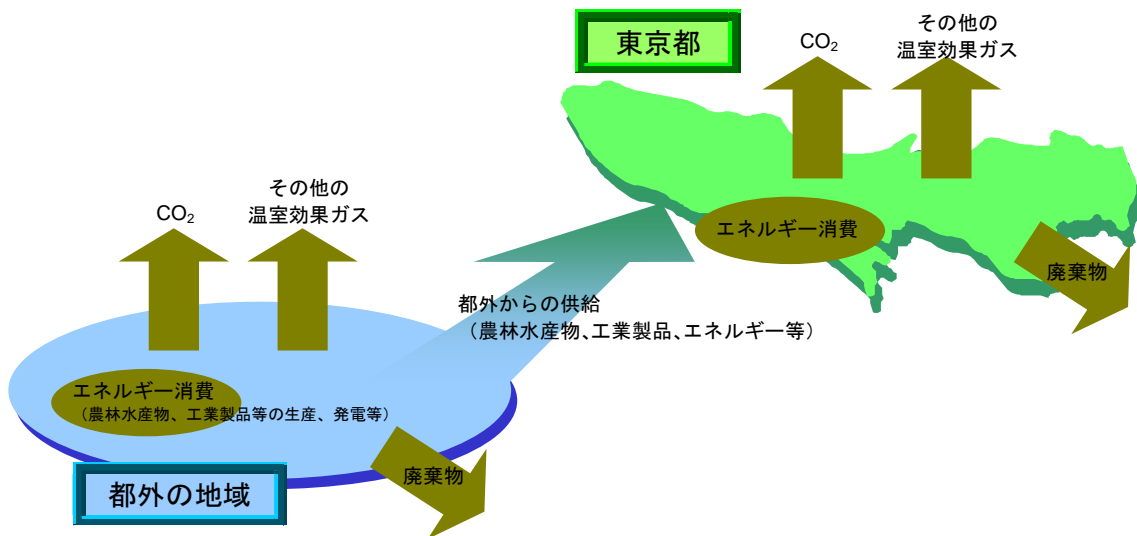 東京都
CO₂
その他の
温室効果ガス
エネルギー消費
廃棄物
CO₂
その他の
温室効果ガス
都外からの供給
（農林水産物、工業製品、エネルギー等）
エネルギー消費
（農林水産物、工業製品等の生産、発電等）
廃棄物
都外の地域